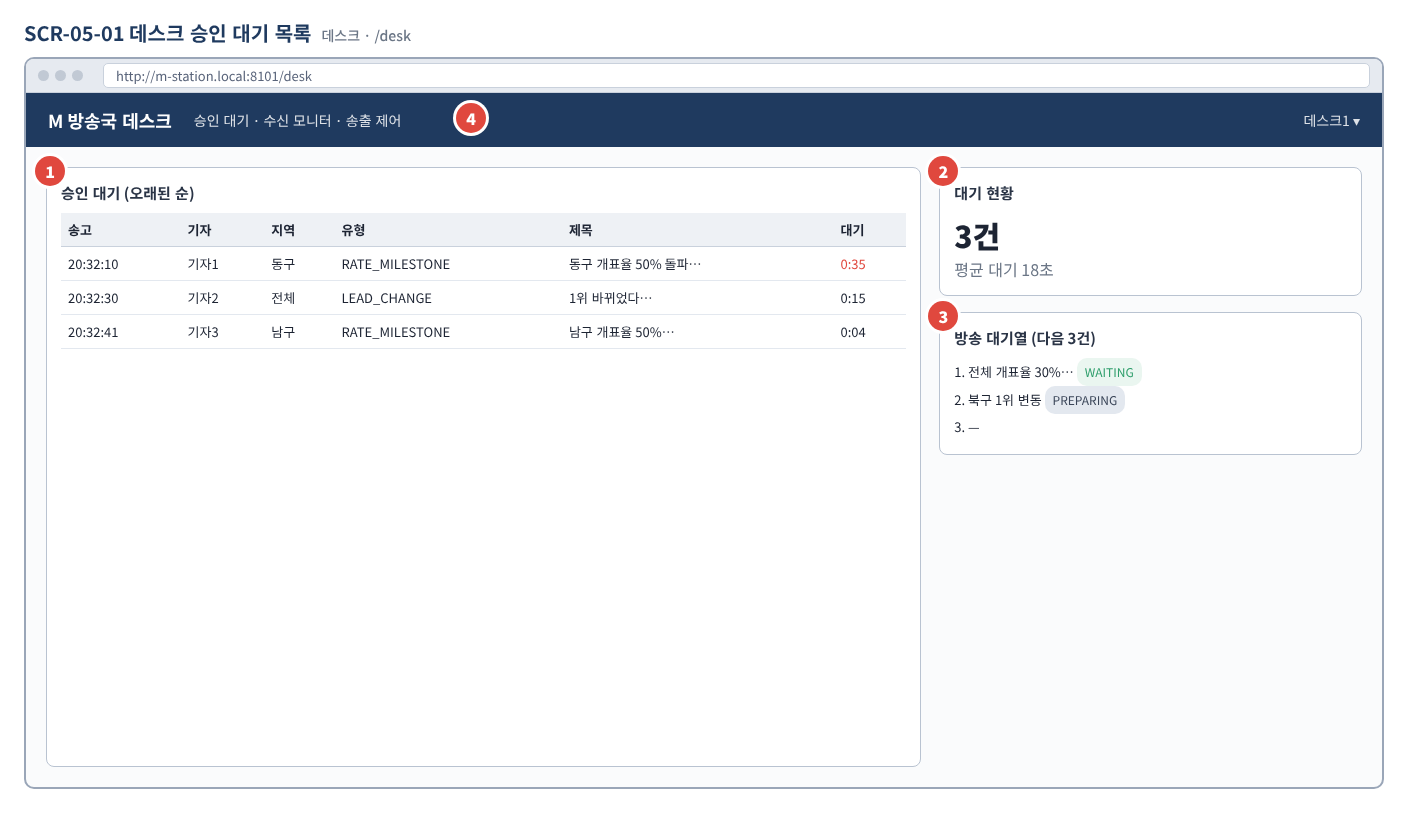 SCR-05-01 데스크 승인 대기 목록 데스크 · /desk
http://m-station.local:8101/desk
M 방송국 데스크 승인 대기 · 수신 모니터 · 송출 제어 4 데스크1 ▾
1
승인 대기 (오래된 순)
송고 기자 지역 유형 제목 대기
20:32:10 기자1 동구 RATE_MILESTONE 동구 개표율 50% 돌파… 0:35
20:32:30 기자2 전체 LEAD_CHANGE 1위 바뀌었다… 0:15
20:32:41 기자3 남구 RATE_MILESTONE 남구 개표율 50%… 0:04
2
대기 현황
3건
평균 대기 18초
3
방송 대기열 (다음 3건)
1. 전체 개표율 30%… WAITING
2. 북구 1위 변동 PREPARING
3. —